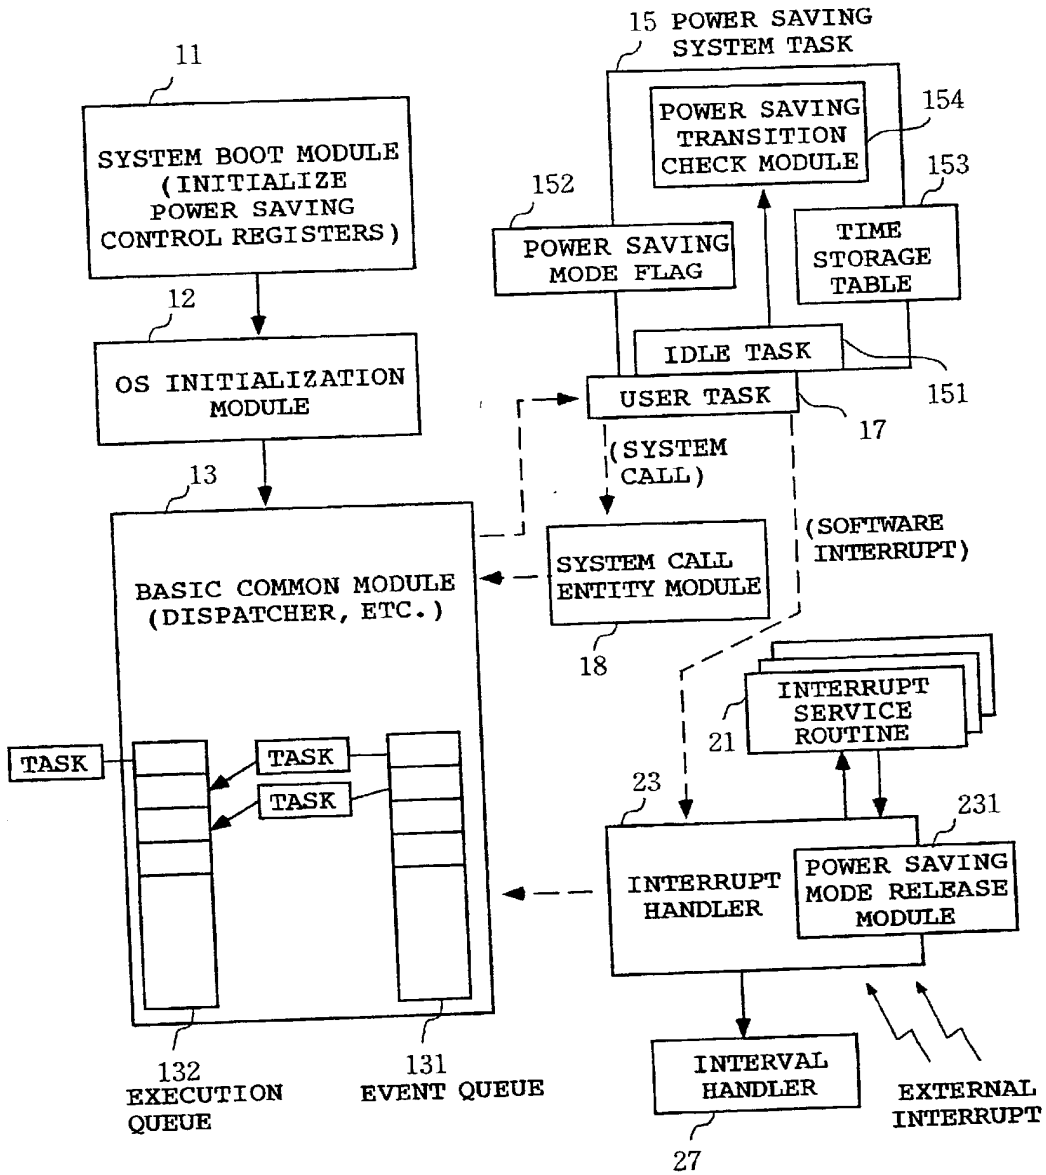 15 POWER SAVING
SYSTEM TASK
11
POWER SAVING
TRANSITION
CHECK MODULE
154
SYSTEM BOOT MODULE
(INITIALIZE
POWER SAVING
CONTROL REGISTERS)
152
153
POWER SAVING
MODE FLAG
TIME
STORAGE
TABLE
12
OS INITIALIZATION
MODULE
IDLE TASK
151
USER TASK
17
(SYSTEM
CALL)
13
(SOFTWARE
INTERRUPT)
BASIC COMMON MODULE
(DISPATCHER, ETC.)
SYSTEM CALL
ENTITY MODULE
18
INTERRUPT
SERVICE
ROUTINE
21
TASK
TASK
TASK
23
231
INTERRUPT
HANDLER
POWER SAVING
MODE RELEASE
MODULE
132
EXECUTION
QUEUE
131
EVENT QUEUE
INTERVAL
HANDLER
27
EXTERNAL
INTERRUPT